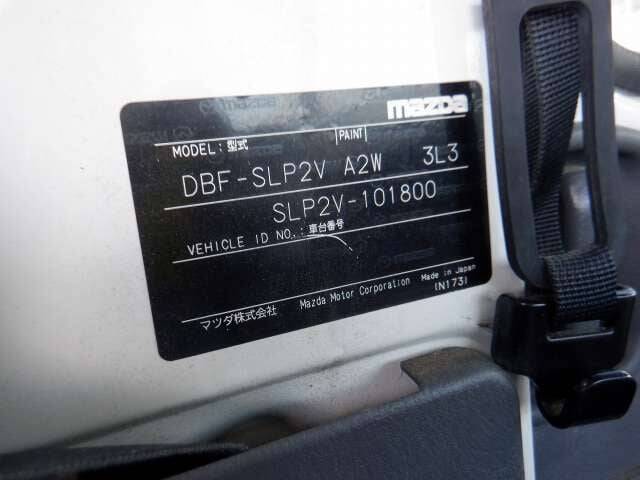 mazda
MODEL: 型式 PAINT
DBF-SLP2V A2W 3L3
SLP2V-101800
VEHICLE ID NO.: 車台番号
マツダ株式会社 Mazda Motor Corporation Made in Japan
1N1731